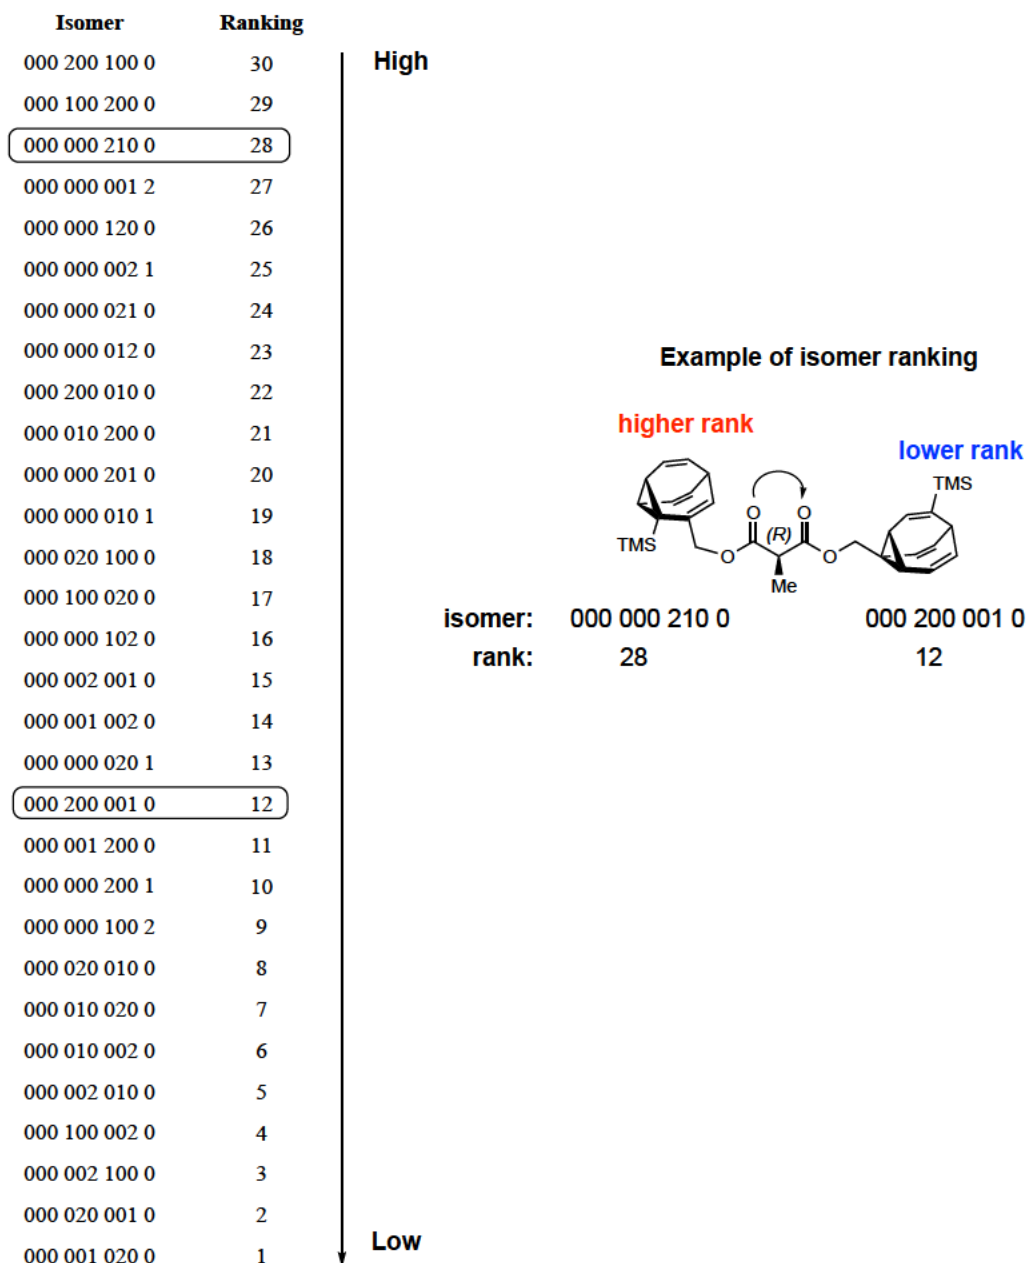 Isomer Ranking
000 200 100 0 30
High
000 100 200 0 29
000 000 210 0 28
000 000 001 2 27
000 000 120 0 26
000 000 002 1 25
000 000 021 0 24
000 000 012 0 23
000 200 010 0 22
000 010 200 0 21
000 000 201 0 20
000 000 010 1 19
000 020 100 0 18
000 100 020 0 17
000 000 102 0 16
000 002 001 0 15
000 001 002 0 14
000 000 020 1 13
000 200 001 0 12
000 001 200 0 11
000 000 200 1 10
000 000 100 2 9
000 020 010 0 8
000 010 020 0 7
000 010 002 0 6
000 002 010 0 5
000 100 002 0 4
000 002 100 0 3
000 020 001 0 2
000 001 020 0 1
Low
Example of isomer ranking
higher rank
lower rank
TMS
O O
(R)
TMS
O O
Me
isomer: 000 000 210 0 000 200 001 0
rank: 28 12